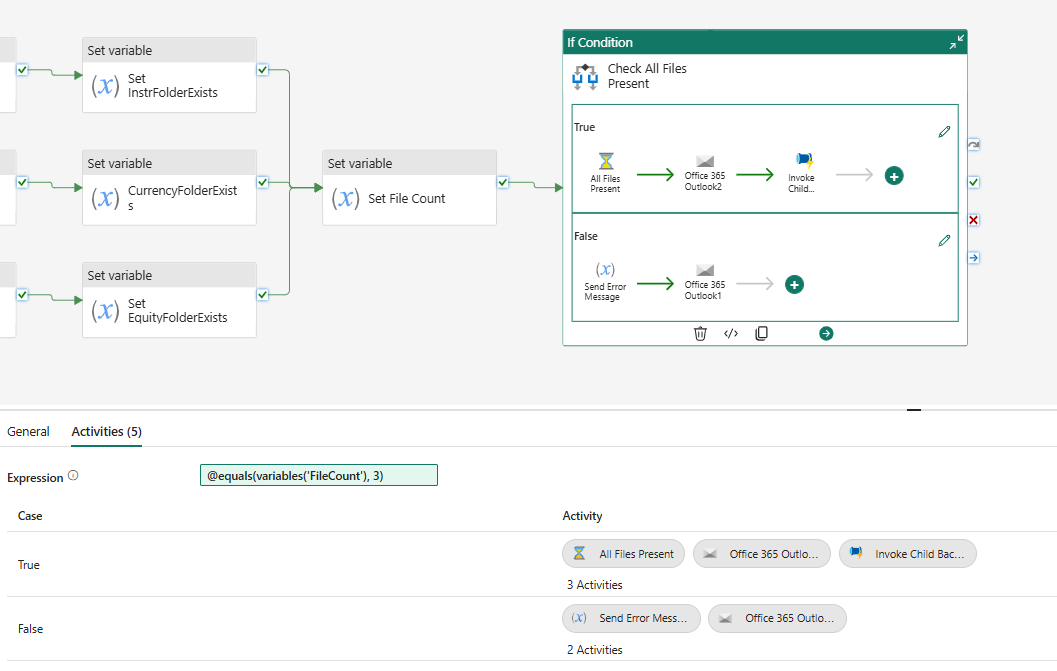 Set variable
(x)
Set
InstrFolderExists
Set variable
(x)
CurrencyFolderExist
s
Set variable
(x)
Set
EquityFolderExists
Set variable
(x)
Set File Count
If Condition
Check All Files
Present
True
All Files
Present
Office 365
Outlook2
Invoke
Child...
False
(x)
Send Error
Message
Office 365
Outlook1
</>
General
Activities (5)
Expression
@equals(variables('FileCount'), 3)
Case
Activity
True
All Files Present
Office 365 Outlo...
Invoke Child Bac...
3 Activities
False
(x)
Send Error Mess...
Office 365 Outlo...
2 Activities